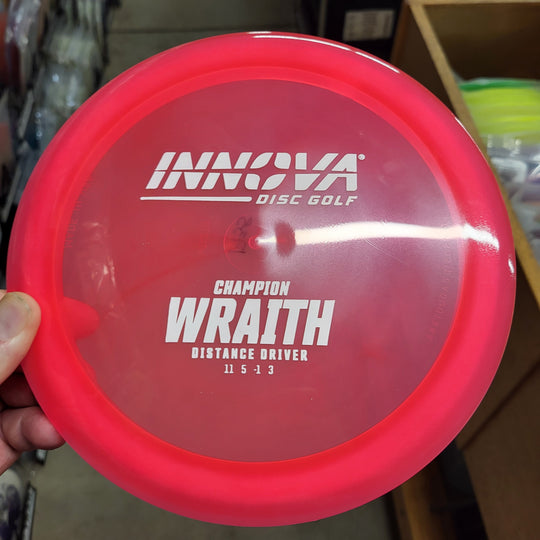 INNOVA®
DISC GOLF
CHAMPION
WRAITH
DISTANCE DRIVER
11 5 -1 3